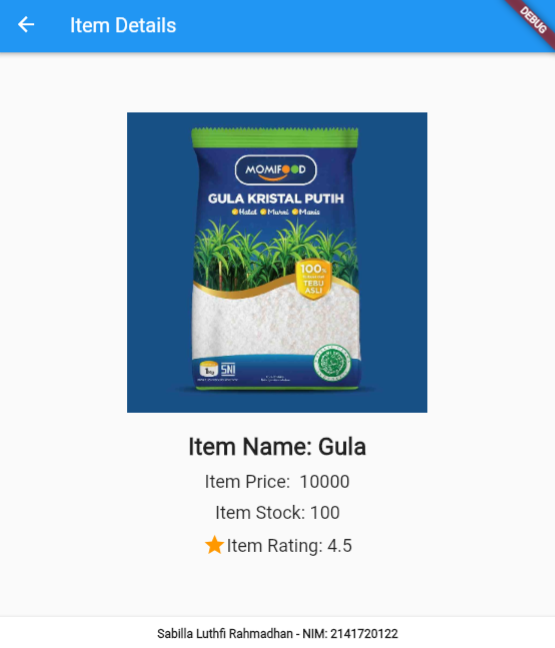 Item Details
DEBUG
MOMIFOOD
GULA KRISTAL PUTIH
Halal Murni Manis
100%
TEBU
ASLI
1Kg SNI
Item Name: Gula
Item Price:  10000
Item Stock: 100
Item Rating: 4.5
Sabilla Luthfi Rahmadhan - NIM: 2141720122